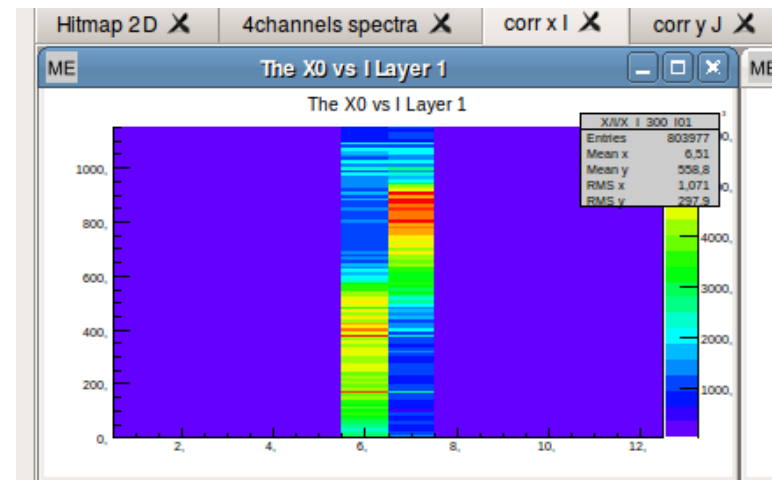 Hitmap 2D X 4channels spectra X corr x I X corr y J X
ME The X0 vs I Layer 1 ME
The X0 vs I Layer 1
X/I/X_I_300_I01
Entries 803977
Mean x 6,51
Mean y 558,8
RMS x 1,071
RMS y 297,9
1000,
800,
600,
400,
200,
0,
2, 4, 6, 8, 10, 12,
4000,
3000,
2000,
1000,